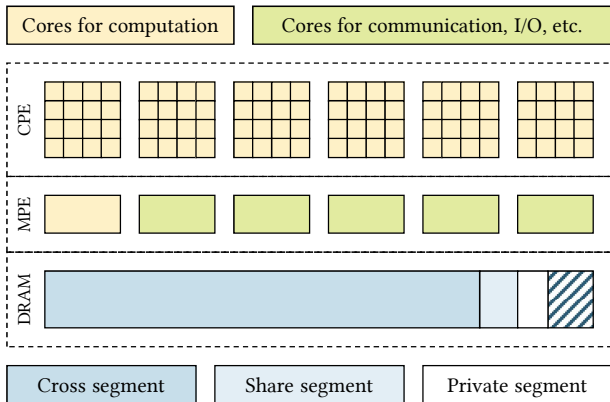 Cores for computation
Cores for communication, I/O, etc.
CPE
MPE
DRAM
Cross segment
Share segment
Private segment